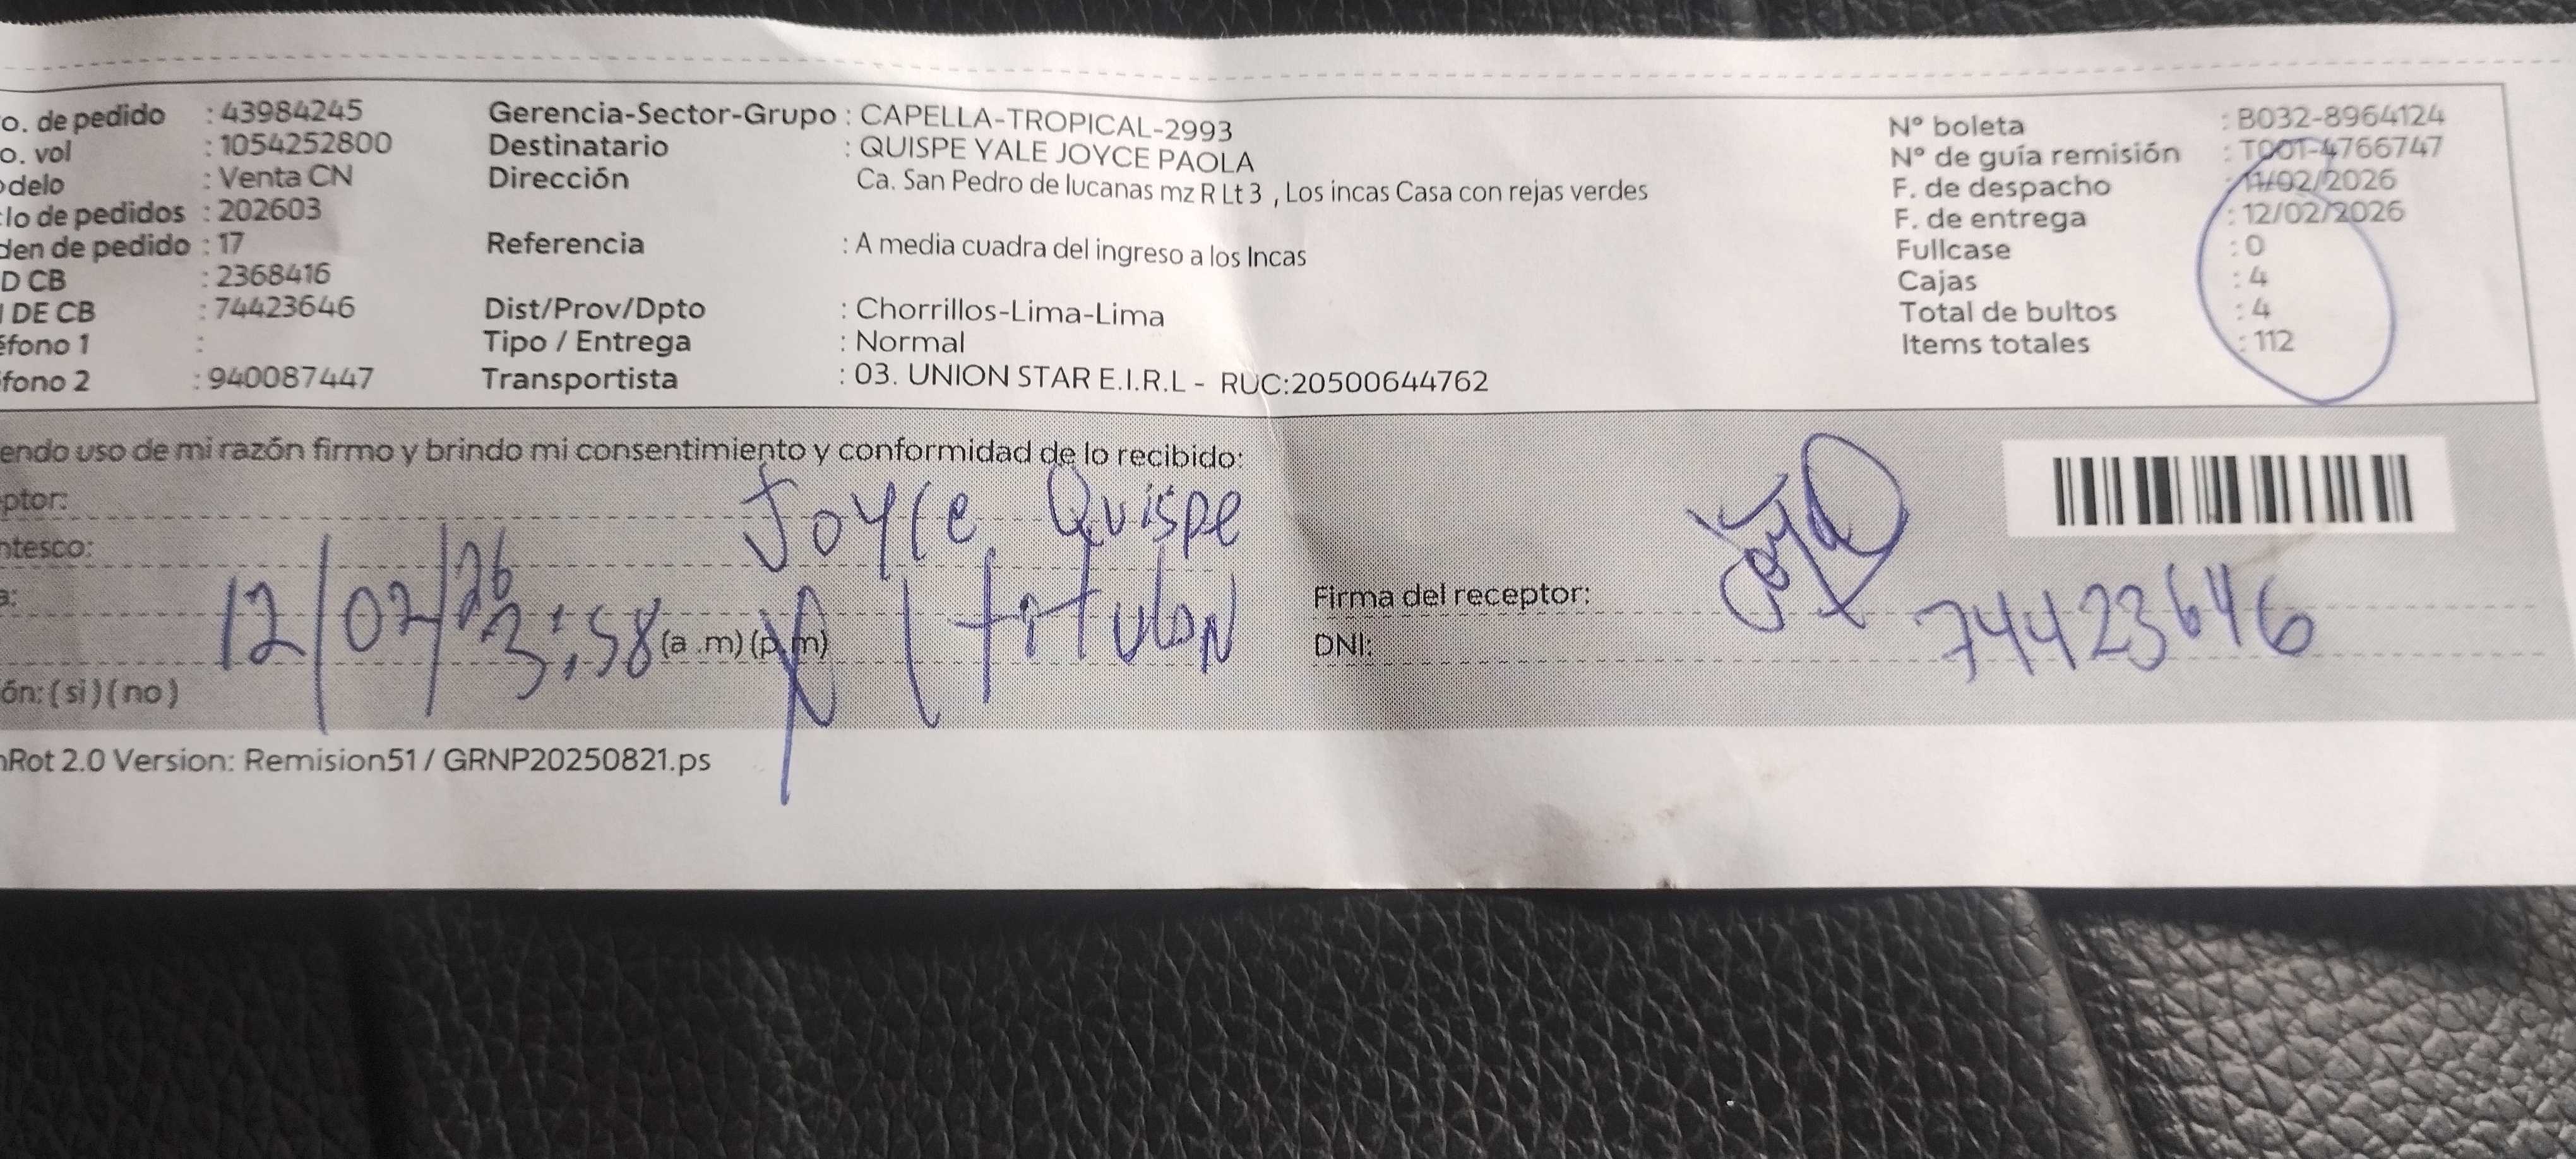 o. de pedido : 43984245 Gerencia-Sector-Grupo : CAPELLA-TROPICAL-2993 N° boleta : B032-8964124
o. vol : 1054252800 Destinatario : QUISPE YALE JOYCE PAOLA N° de guía remisión : T001-4766747
odelo : Venta CN Dirección Ca. San Pedro de lucanas mz R Lt 3 , Los incas Casa con rejas verdes F. de despacho : 11/02/2026
lo de pedidos : 202603 F. de entrega : 12/02/2026
den de pedido : 17 Referencia : A media cuadra del ingreso a los Incas Fullcase : 0
D CB : 2368416 Cajas : 4
DE CB : 74423646 Dist/Prov/Dpto : Chorrillos-Lima-Lima Total de bultos : 4
éfono 1 : Tipo / Entrega : Normal Items totales : 112
fono 2 : 940087447 Transportista : 03. UNION STAR E.I.R.L - RUC:20500644762
endo uso de mi razón firmo y brindo mi consentimiento y conformidad de lo recibido:
ptor: Joyce Quispe
ntesco: titular
a: 12/02/26 Firma del receptor:
3:58 (a .m) (p.m) DNI: 74423646
ón: ( si ) ( no )
nRot 2.0 Version: Remision51 / GRNP20250821.ps